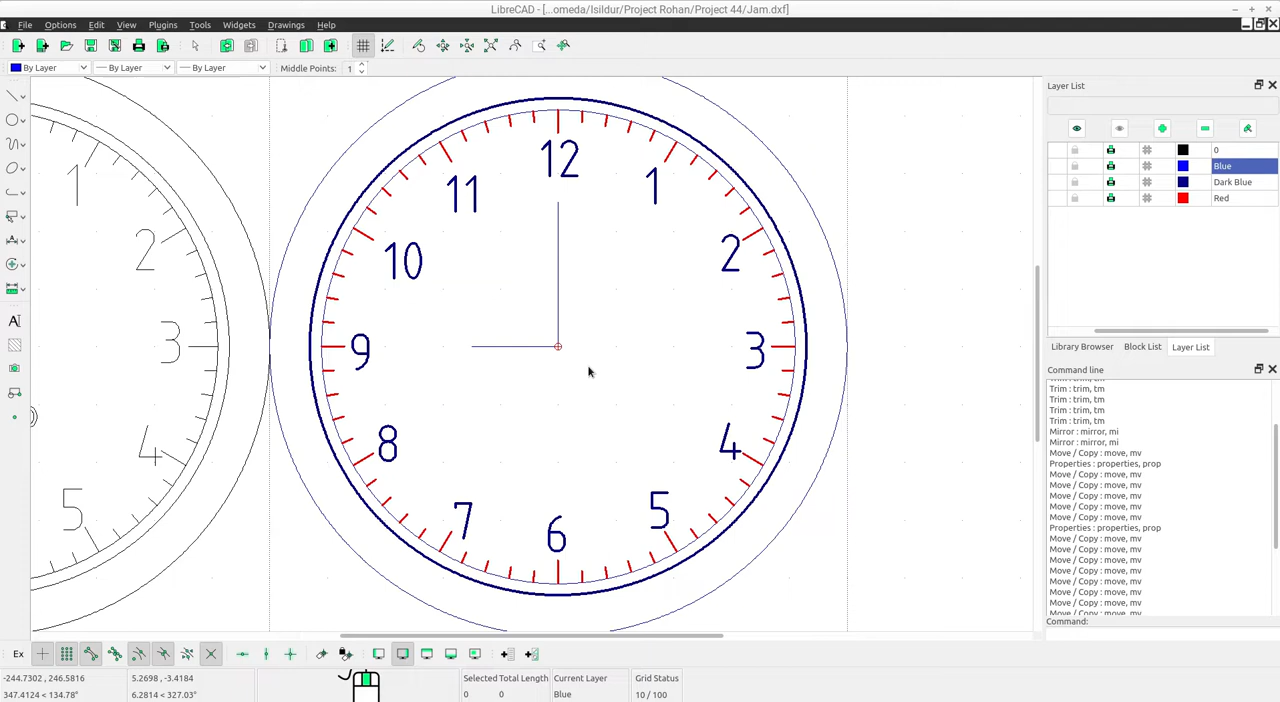 LibreCAD - [...omeda/Isildur/Project Rohan/Project 44/Jam.dxf]
File Options Edit View Plugins Tools Widgets Drawings Help
By Layer By Layer By Layer Middle Points: 1
Layer List
0
Blue
Dark Blue
Red
Library Browser Block List Layer List
Command line
Trim : trim, tm
Trim : trim, tm
Trim : trim, tm
Trim : trim, tm
Trim : trim, tm
Mirror : mirror, mi
Mirror : mirror, mi
Move / Copy : move, mv
Properties : properties, prop
Move / Copy : move, mv
Move / Copy : move, mv
Move / Copy : move, mv
Move / Copy : move, mv
Move / Copy : move, mv
Properties : properties, prop
Move / Copy : move, mv
Move / Copy : move, mv
Move / Copy : move, mv
Move / Copy : move, mv
Move / Copy : move, mv
Move / Copy : move, mv
Move / Copy : move, mv
Move / Copy : move, mv
Command:
1
2
3
4
5
12
1
2
3
4
5
6
7
8
9
10
11
Ex
-244.7302 , 246.5816 5.2698 , -3.4184 Selected Total Length Current Layer Grid Status
347.4124 < 134.78° 6.2814 < 327.03° 0 0 Blue 10 / 100